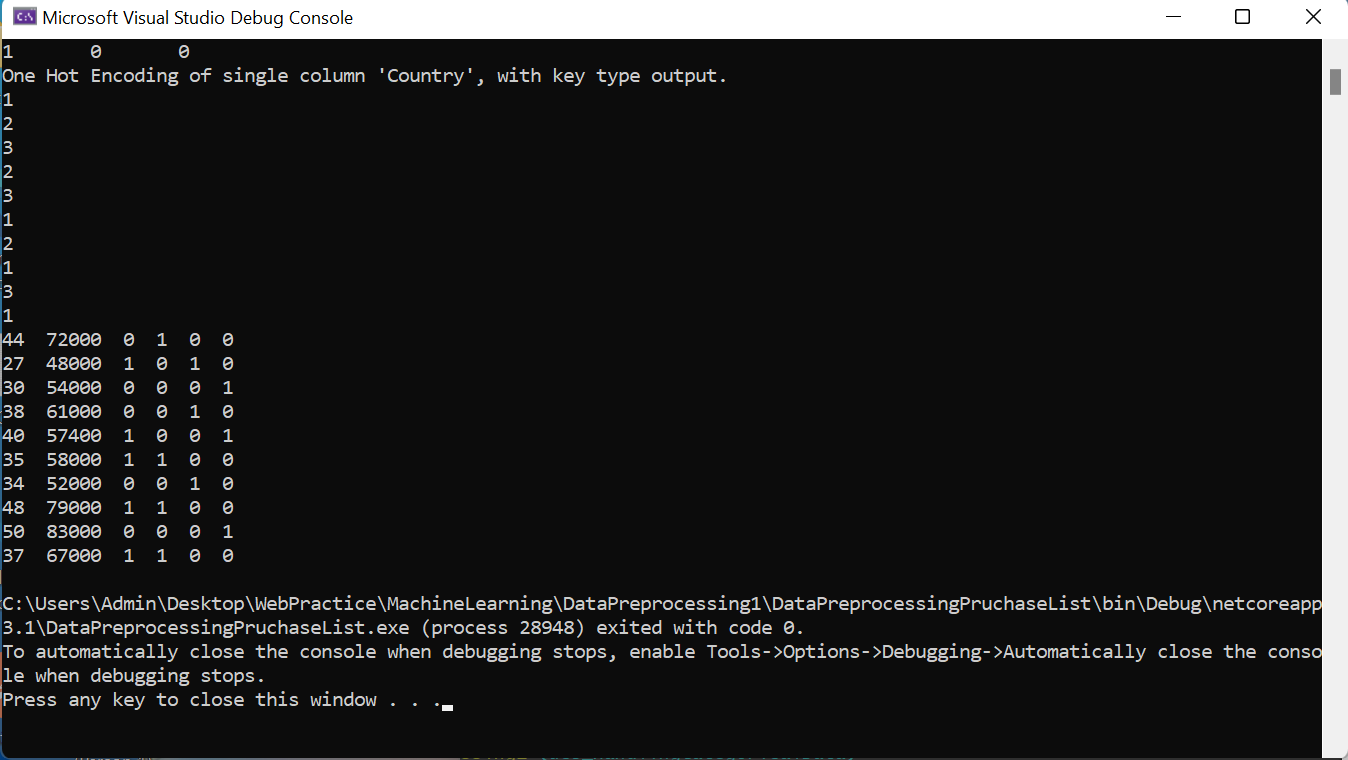 Microsoft Visual Studio Debug Console
1 0 0
One Hot Encoding of single column 'Country', with key type output.
1
2
3
2
3
1
2
1
3
1
44 72000 0 1 0 0
27 48000 1 0 1 0
30 54000 0 0 0 1
38 61000 0 0 1 0
40 57400 1 0 0 1
35 58000 1 1 0 0
34 52000 0 0 1 0
48 79000 1 1 0 0
50 83000 0 0 0 1
37 67000 1 1 0 0
C:\Users\Admin\Desktop\WebPractice\MachineLearning\DataPreprocessing1\DataPreprocessingPruchaseList\bin\Debug\netcoreapp
3.1\DataPreprocessingPruchaseList.exe (process 28948) exited with code 0.
To automatically close the console when debugging stops, enable Tools->Options->Debugging->Automatically close the conso
le when debugging stops.
Press any key to close this window . . .